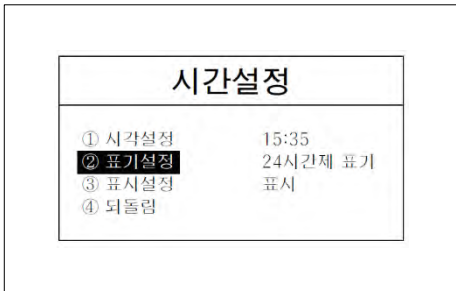 시간설정
① 시각설정 15:35
② 표기설정 24시간제 표기
③ 표시설정 표시
④ 되돌림